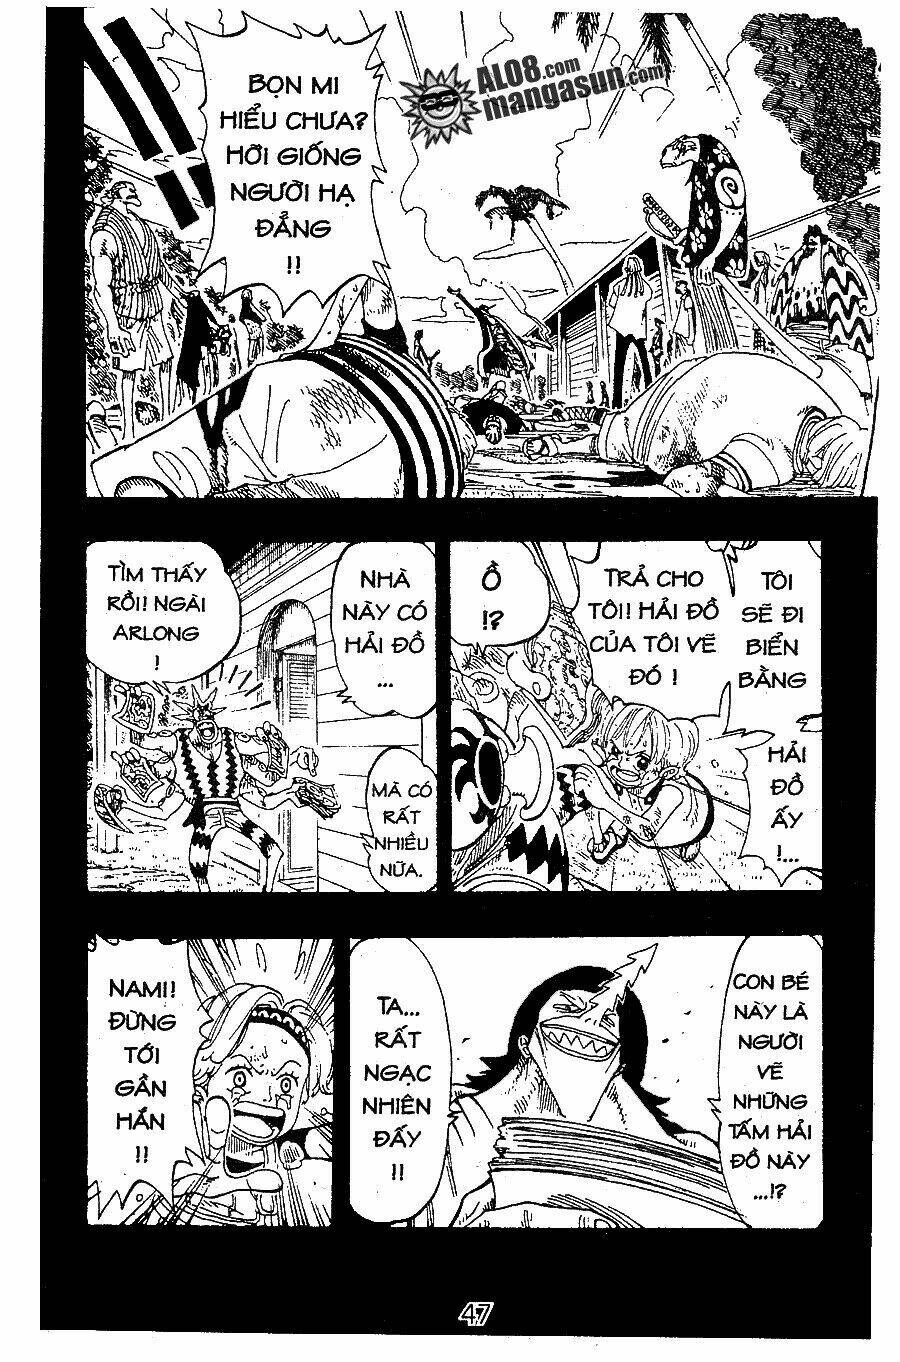 AL08.com
mangasun.com
BỌN MI
HIỂU CHƯA?
HỠI GIỐNG
NGƯỜI HẠ
ĐẲNG
!!
NHÀ
NÀY CÓ
HẢI ĐỒ
...
TÌM THẤY
RỒI! NGÀI
ARLONG
!
MÀ CÓ
RẤT
NHIỀU
NỮA.
TÔI
SẼ ĐI
BIỂN
BẰNG
HẢI
ĐỒ
ẤY
!...
TRẢ CHO
TÔI! HẢI ĐỒ
CỦA TÔI VẼ
ĐÓ !
Ồ
!?
NAMI!
ĐỪNG
TỚI
GẦN
HẮN
!!
CON BÉ
NÀY LÀ
NGƯỜI
VẼ
NHỮNG
TẤM HẢI
ĐỒ NÀY
...!?
TA...
RẤT
NGẠC
NHIÊN
ĐẤY
!!
47